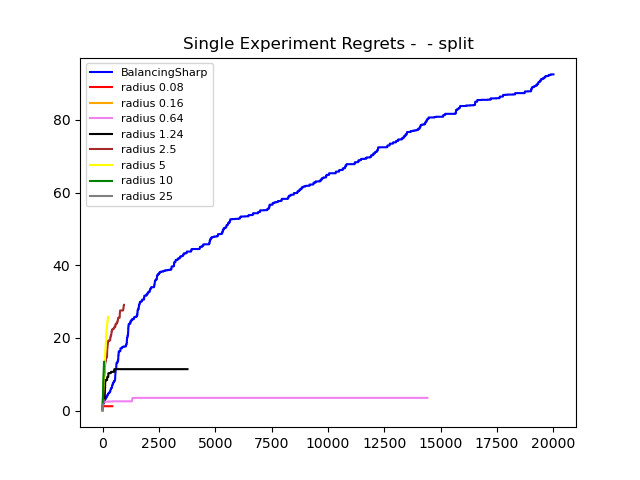 Single Experiment Regrets -  - split
BalancingSharp
radius 0.08
radius 0.16
radius 0.64
radius 1.24
radius 2.5
radius 5
radius 10
radius 25
80
60
40
20
0
0 2500 5000 7500 10000 12500 15000 17500 20000